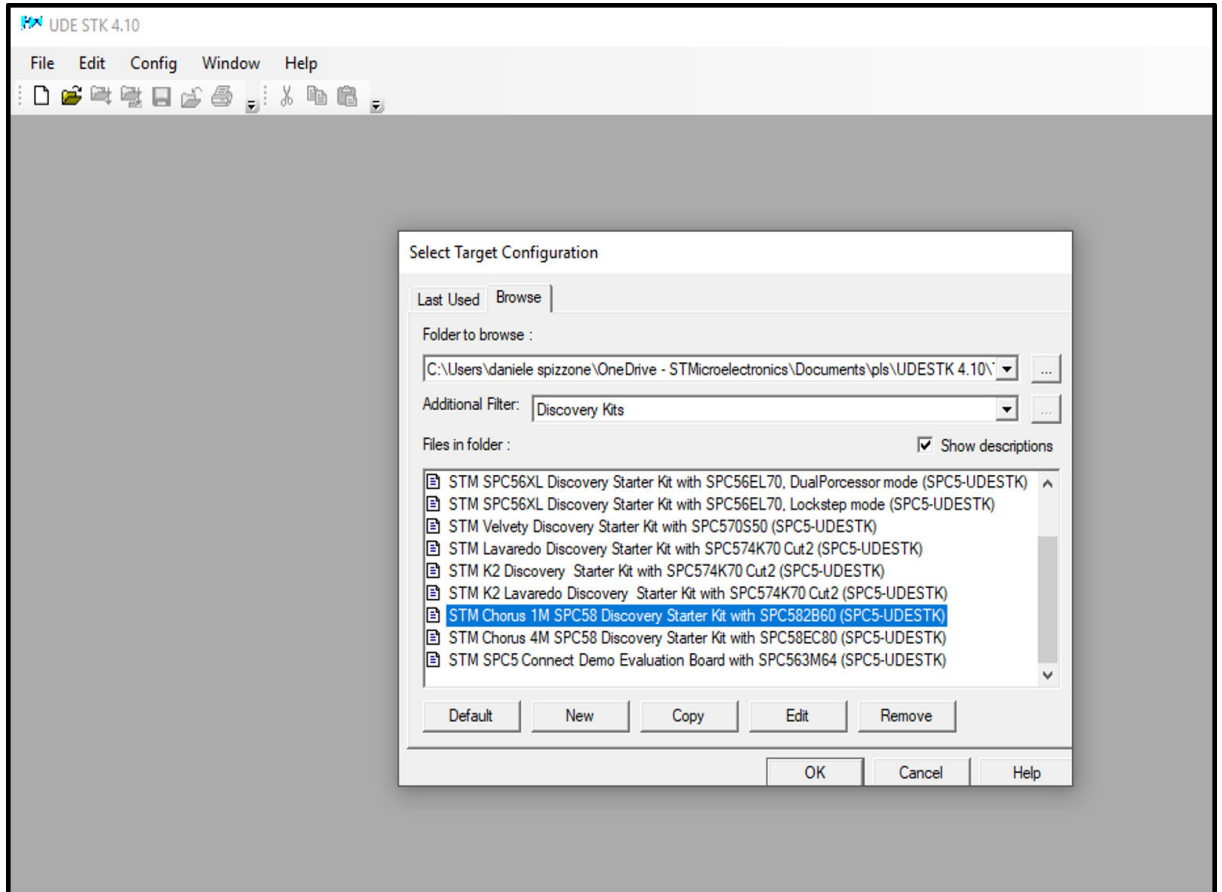 UDE STK 4.10
File Edit Config Window Help
Select Target Configuration
Last Used Browse
Folder to browse :
C:\Users\daniele spizzone\OneDrive - STMicroelectronics\Documents\pls\UDESTK 4.10\
...
Additional Filter: Discovery Kits ...
Files in folder : Show descriptions
STM SPC56XL Discovery Starter Kit with SPC56EL70, DualPorcessor mode (SPC5-UDESTK)
STM SPC56XL Discovery Starter Kit with SPC56EL70, Lockstep mode (SPC5-UDESTK)
STM Velvety Discovery Starter Kit with SPC570S50 (SPC5-UDESTK)
STM Lavaredo Discovery Starter Kit with SPC574K70 Cut2 (SPC5-UDESTK)
STM K2 Discovery Starter Kit with SPC574K70 Cut2 (SPC5-UDESTK)
STM K2 Lavaredo Discovery Starter Kit with SPC574K70 Cut2 (SPC5-UDESTK)
STM Chorus 1M SPC58 Discovery Starter Kit with SPC582B60 (SPC5-UDESTK)
STM Chorus 4M SPC58 Discovery Starter Kit with SPC58EC80 (SPC5-UDESTK)
STM SPC5 Connect Demo Evaluation Board with SPC563M64 (SPC5-UDESTK)
Default New Copy Edit Remove
OK Cancel Help